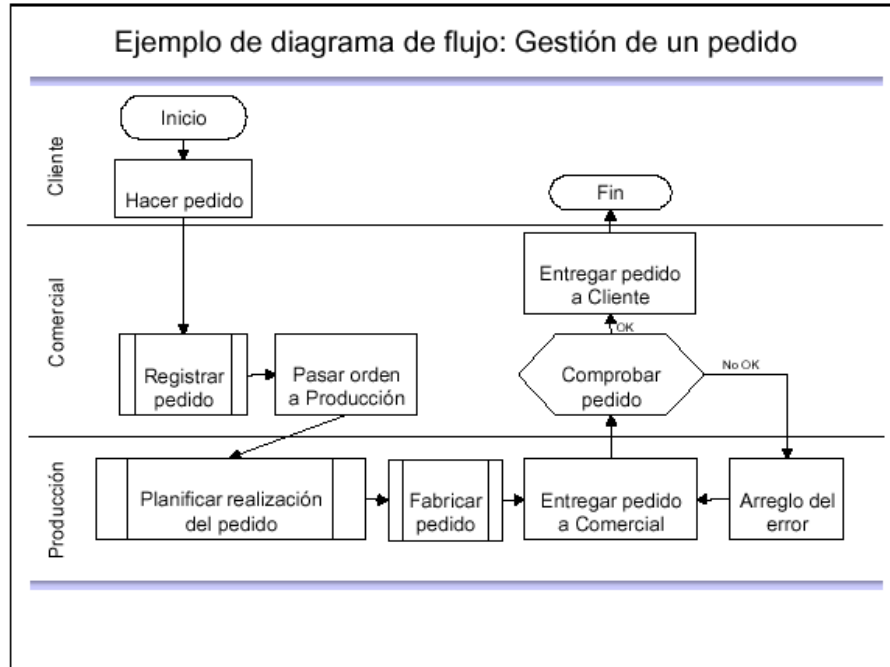 Ejemplo de diagrama de flujo: Gestión de un pedido
Cliente
Inicio
Hacer pedido
Fin
Comercial
Entregar pedido
a Cliente
OK
Registrar
pedido
Pasar orden
a Producción
Comprobar
pedido
No OK
Producción
Planificar realización
del pedido
Fabricar
pedido
Entregar pedido
a Comercial
Arreglo del
error